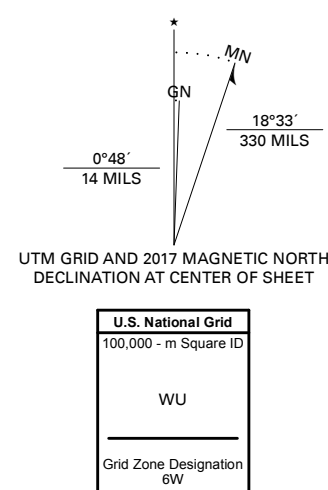 ★
MN
GN
18°33´
330 MILS
0°48´
14 MILS
UTM GRID AND 2017 MAGNETIC NORTH
DECLINATION AT CENTER OF SHEET
U.S. National Grid
100,000 - m Square ID
WU
Grid Zone Designation
6W